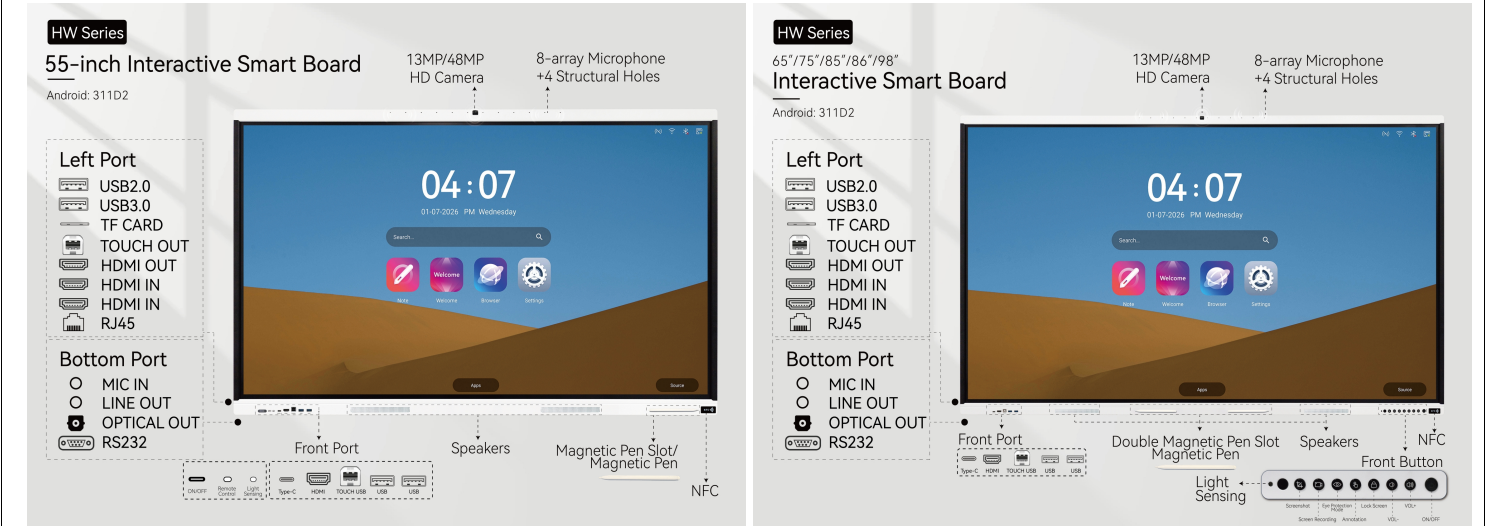 HW Series
55-inch Interactive Smart Board
Android: 311D2
13MP/48MP
HD Camera
8-array Microphone
+4 Structural Holes
Left Port
USB2.0
USB3.0
TF CARD
TOUCH OUT
HDMI OUT
HDMI IN
HDMI IN
RJ45
Bottom Port
MIC IN
LINE OUT
OPTICAL OUT
RS232
04:07
01-07-2026 PM Wednesday
Search..
Welcome
Note Welcome Browser Settings
Apps
Source
Front Port
Speakers
Magnetic Pen Slot/
Magnetic Pen
NFC
ON/OFF
Remote
Control
Light
Sensing
Type-C HDMI TOUCH USB USB USB
HW Series
65"/75"/85"/86"/98"
Interactive Smart Board
Android: 311D2
13MP/48MP
HD Camera
8-array Microphone
+4 Structural Holes
Left Port
USB2.0
USB3.0
TF CARD
TOUCH OUT
HDMI OUT
HDMI IN
HDMI IN
RJ45
Bottom Port
MIC IN
LINE OUT
OPTICAL OUT
RS232
04:07
01-07-2026 PM Wednesday
Search..
Welcome
Note Welcome Browser Settings
Apps
Source
Front Port
Type-C HDMI TOUCH USB USB USB
Double Magnetic Pen Slot
Magnetic Pen
Speakers
NFC
Front Button
Light
Sensing
Screenshot
Eye Protection
Mode
Lock Screen
VOL+
Screen Recording
Annotation
VOL-
ON/OFF